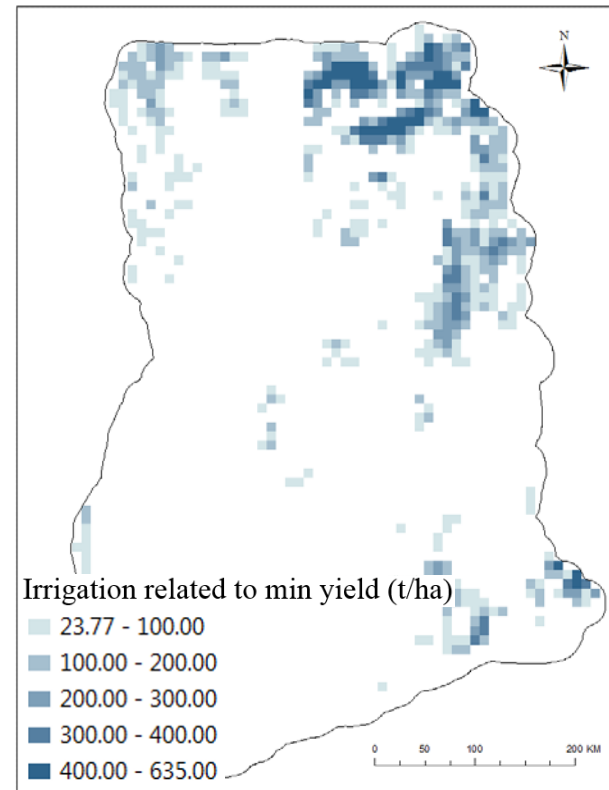 N
Irrigation related to min yield (t/ha)
23.77 - 100.00
100.00 - 200.00
200.00 - 300.00
300.00 - 400.00
400.00 - 635.00
0 50 100 200 KM